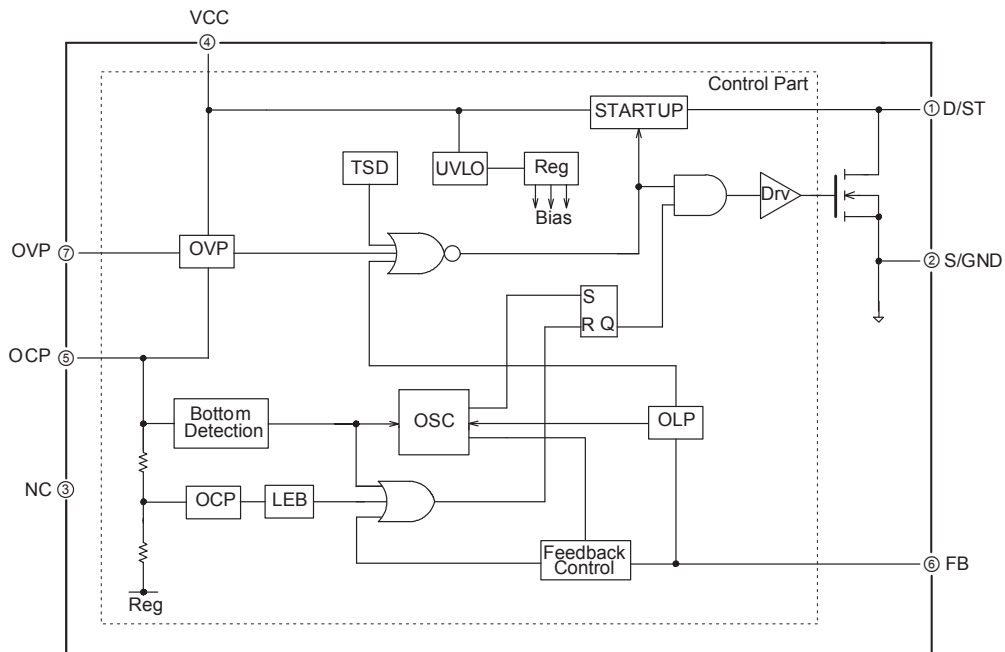 VCC
④
Control Part
STARTUP
① D/ST
TSD
UVLO
Reg
Bias
Drv
OVP ⑦
OVP
② S/GND
S
R Q
OCP ⑤
Bottom
Detection
OSC
OLP
NC ③
OCP
LEB
Feedback
Control
⑥ FB
Reg